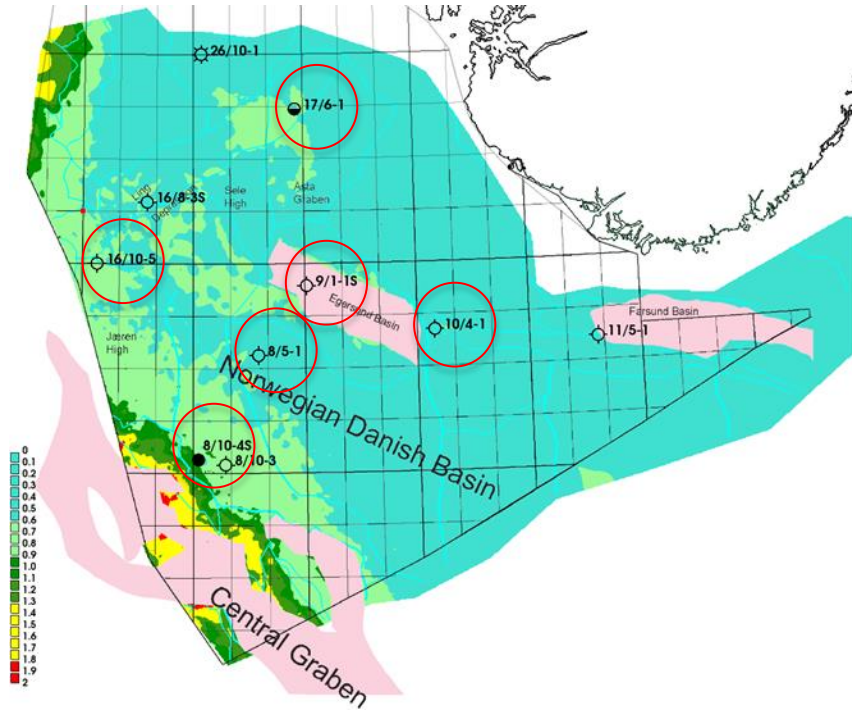 26/10-1
17/6-1
16/8-3S
Ling
Depression
Sele
High
Åsta
Graben
16/10-5
9/1-1S
Egersund Basin
Farsund Basin
10/4-1
11/5-1
Jæren
High
8/5-1
Norwegian Danish Basin
8/10-4S
8/10-3
0
0.1
0.2
0.3
0.4
0.5
0.6
0.7
0.8
0.9
1.0
1.1
1.2
1.3
1.4
1.5
1.6
1.7
1.8
1.9
2
Central Graben